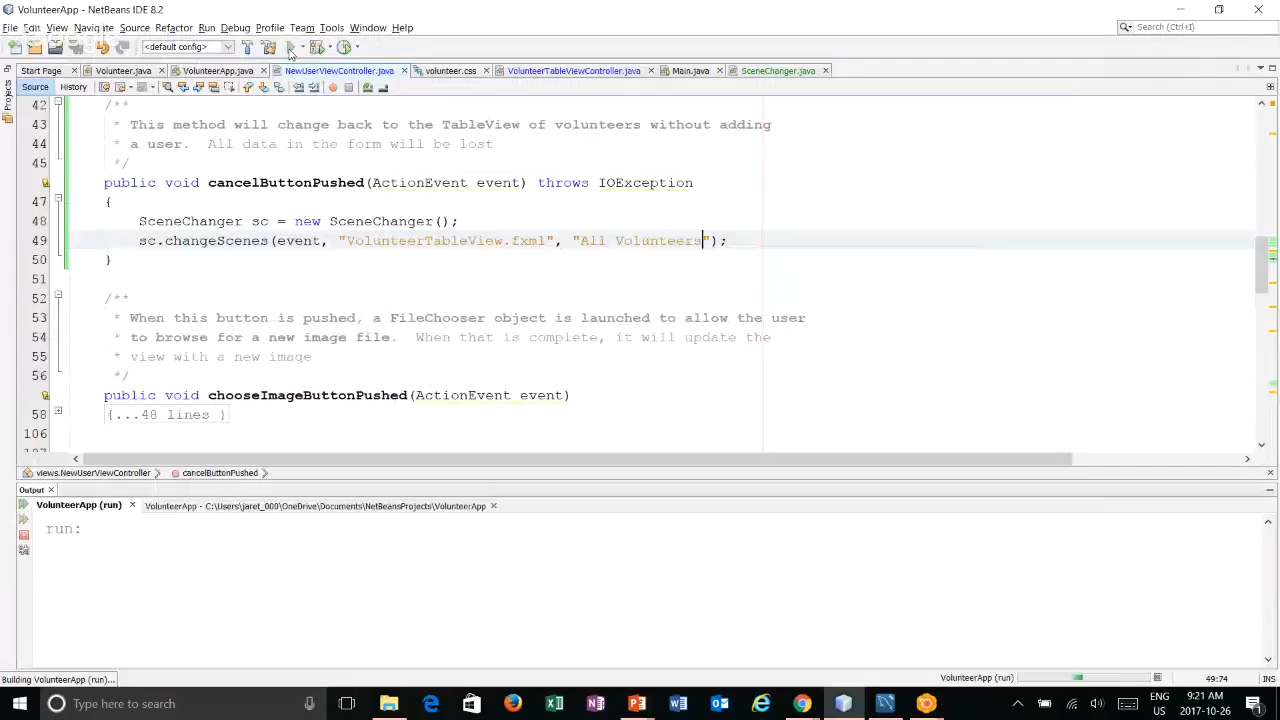 VolunteerApp - NetBeans IDE 8.2
File Edit View Navigate Source Refactor Run Debug Profile Team Tools Window Help
Search (Ctrl+I)
<default config>
Start Page Volunteer.java VolunteerApp.java NewUserViewController.java volunteer.css VolunteerTableViewController.java Main.java SceneChanger.java
Source History
Projects
42 /**
43 * This method will change back to the TableView of volunteers without adding
44 * a user. All data in the form will be lost
45 */
public void cancelButtonPushed(ActionEvent event) throws IOException
47 {
48 SceneChanger sc = new SceneChanger();
49 sc.changeScenes(event, "VolunteerTableView.fxml", "All Volunteers");
50 }
51
52 /**
53 * When this button is pushed, a FileChooser object is launched to allow the user
54 * to browse for a new image file. When that is complete, it will update the
55 * view with a new image
56 */
public void chooseImageButtonPushed(ActionEvent event)
58 {...48 lines }
106
views.NewUserViewController cancelButtonPushed
Output
VolunteerApp (run) VolunteerApp - C:\Users\jaret_000\OneDrive\Documents\NetBeansProjects\VolunteerApp
run:
Building VolunteerApp (run)... VolunteerApp (run) 49:74 INS
Type here to search
ENG
US
9:21 AM
2017-10-26